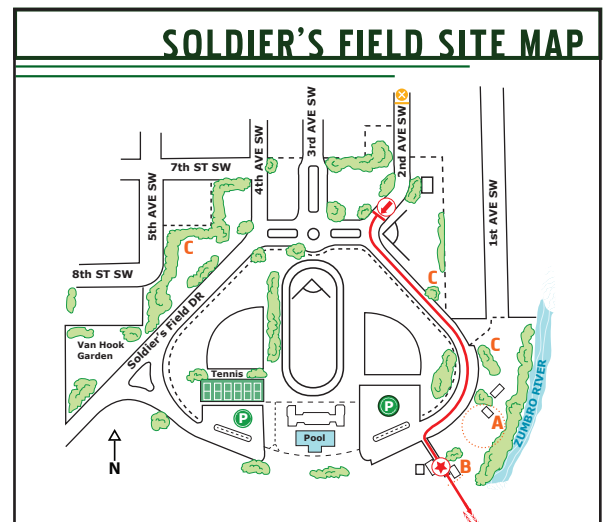 SOLDIER'S FIELD SITE MAP
3rd AVE SW
2nd AVE SW
4th AVE SW
7th ST SW
5th AVE SW
1st AVE SW
C
8th ST SW
C
Soldier's Field DR
Van Hook
Garden
C
ZUMBRO RIVER
Tennis
P
P
A
Pool
B
N